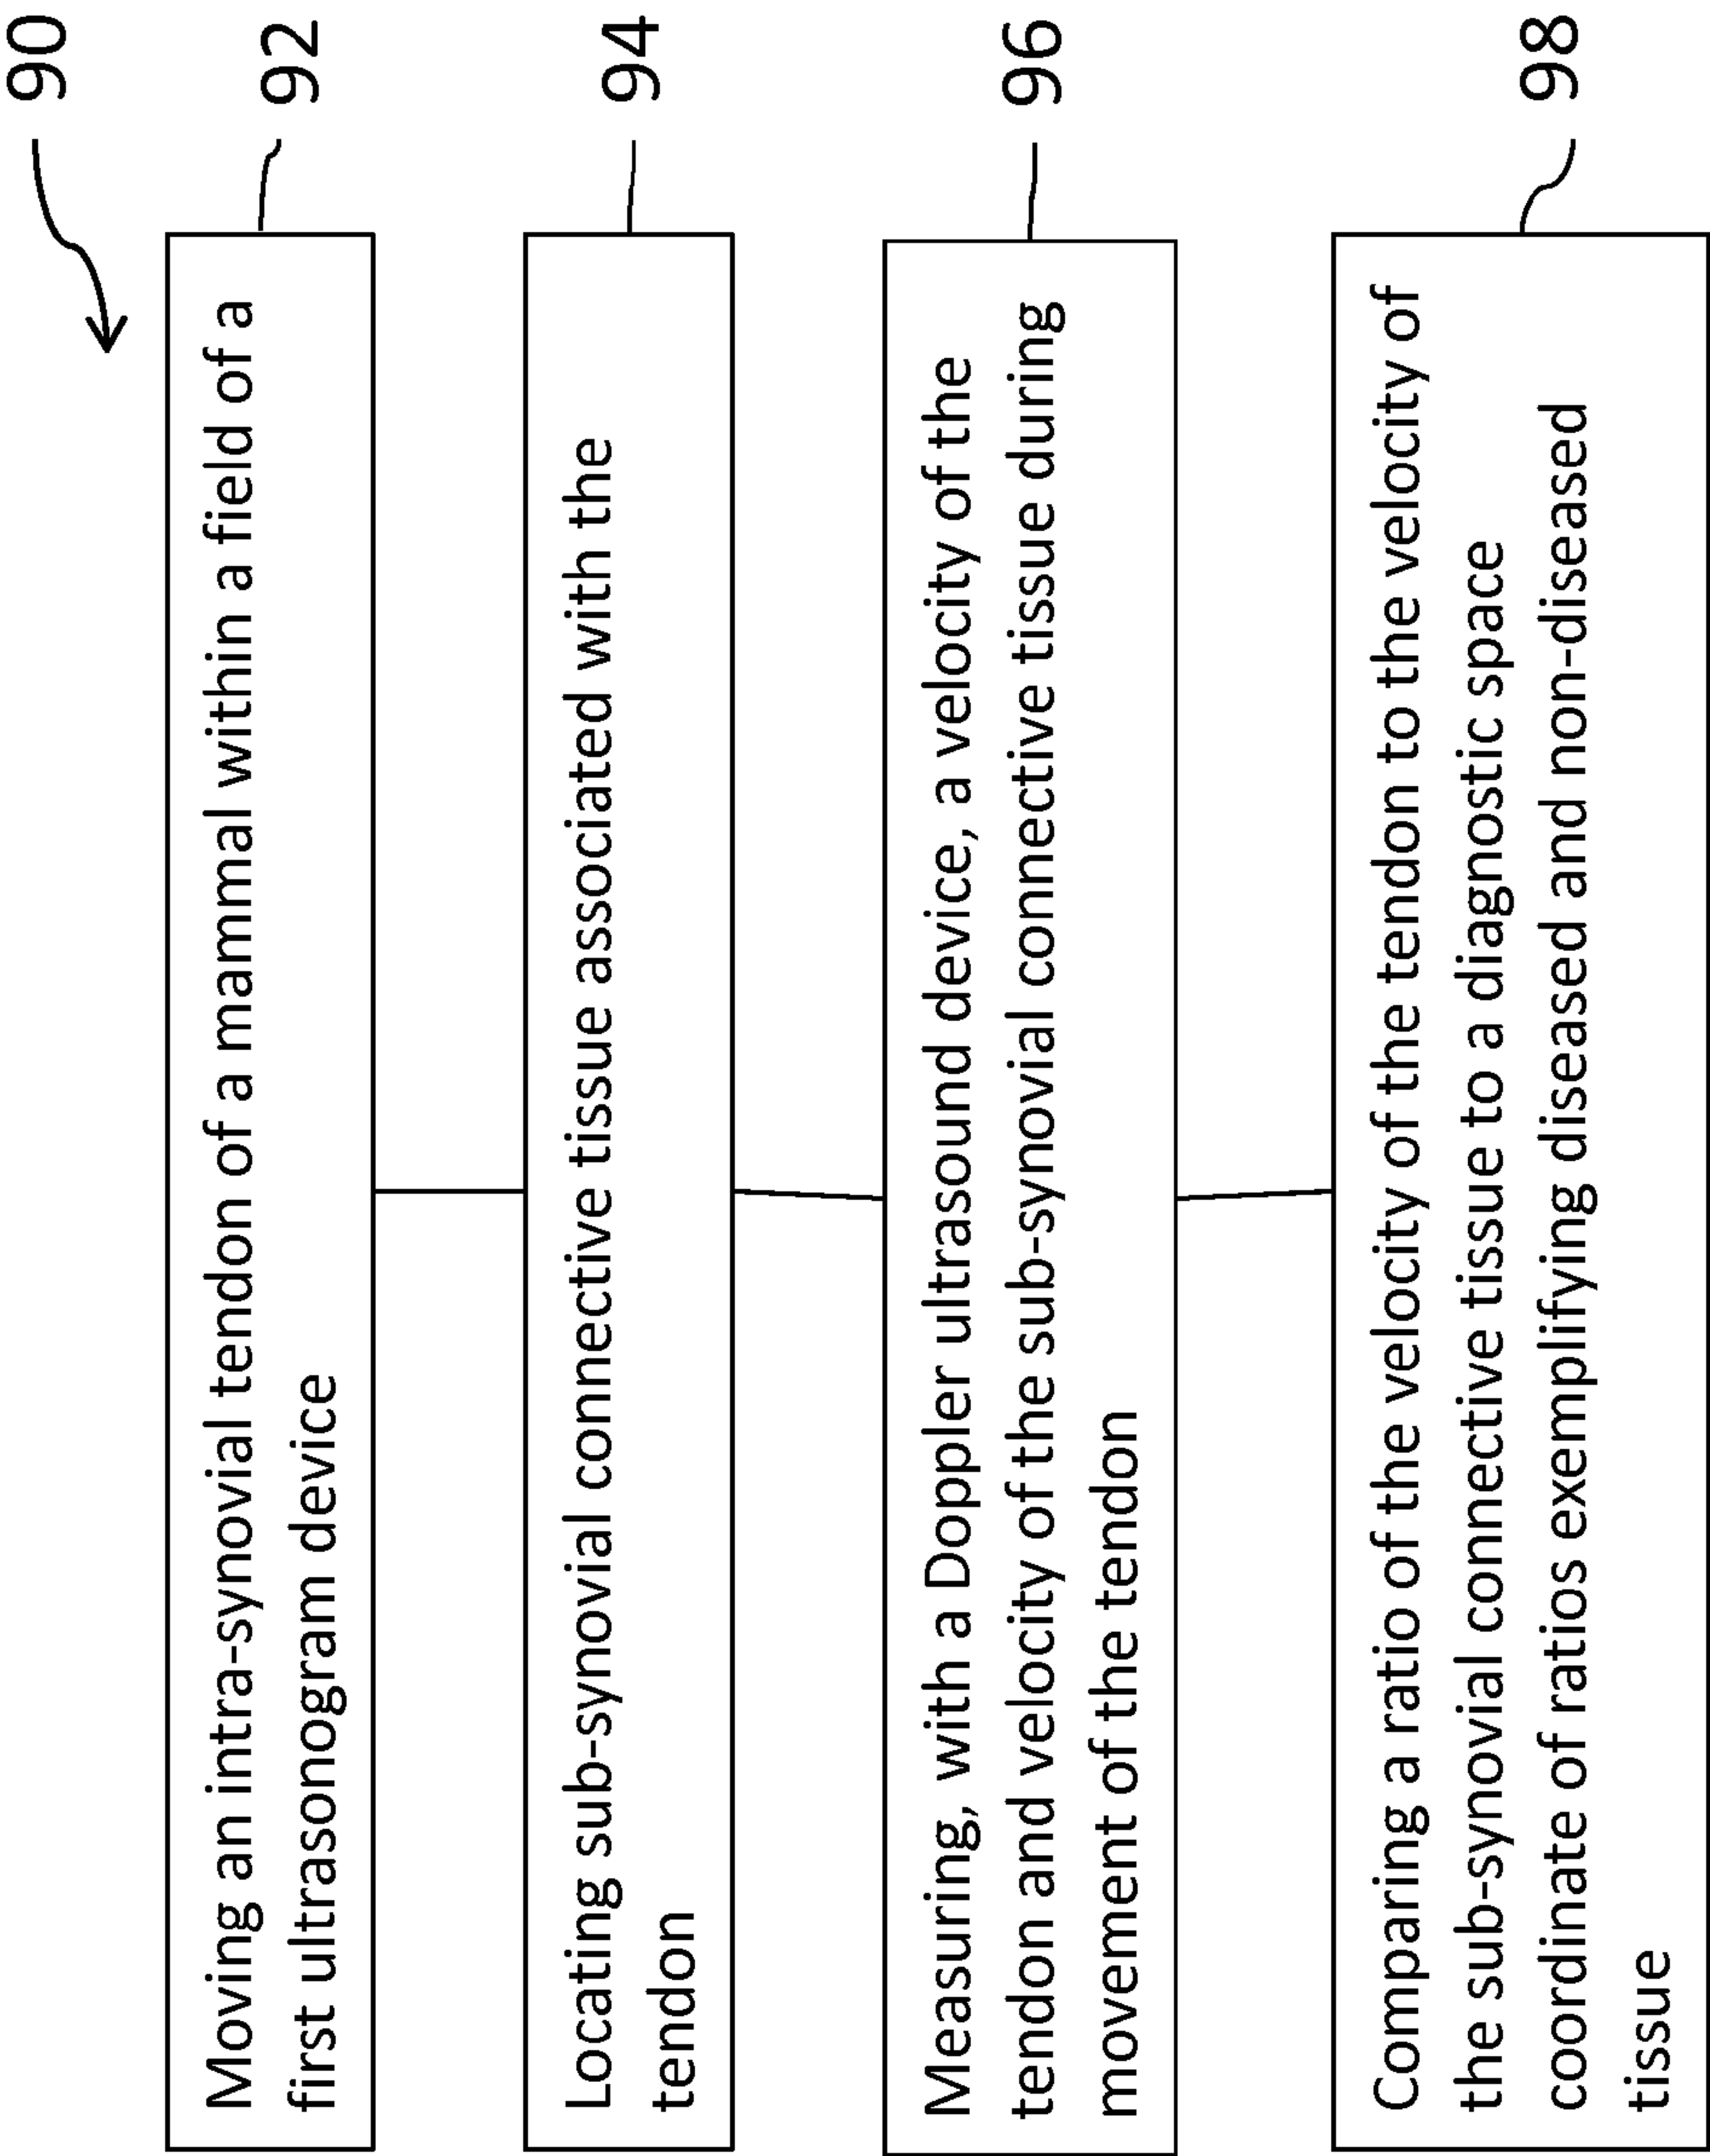 90
Moving an intra-synovial tendon of a mammal within a field of a
first ultrasonogram device
92
Locating sub-synovial connective tissue associated with the
tendon
94
Measuring, with a Doppler ultrasound device, a velocity of the
tendon and velocity of the sub-synovial connective tissue during
movement of the tendon
96
Comparing a ratio of the velocity of the tendon to the velocity of
the sub-synovial connective tissue to a diagnostic space
coordinate of ratios exemplifying diseased and non-diseased
tissue
98